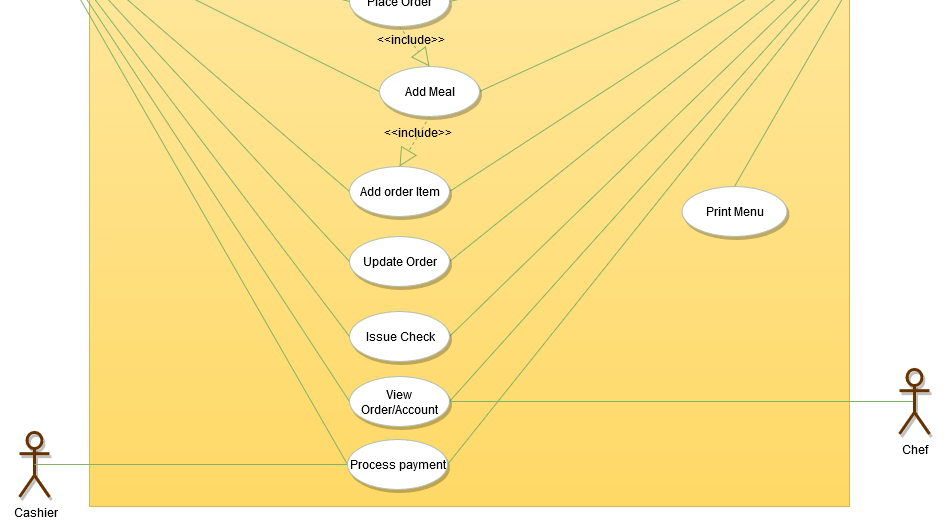 Place Order
<<include>>
Add Meal
<<include>>
Add order Item
Print Menu
Update Order
Issue Check
View
Order/Account
Chef
Process payment
Cashier